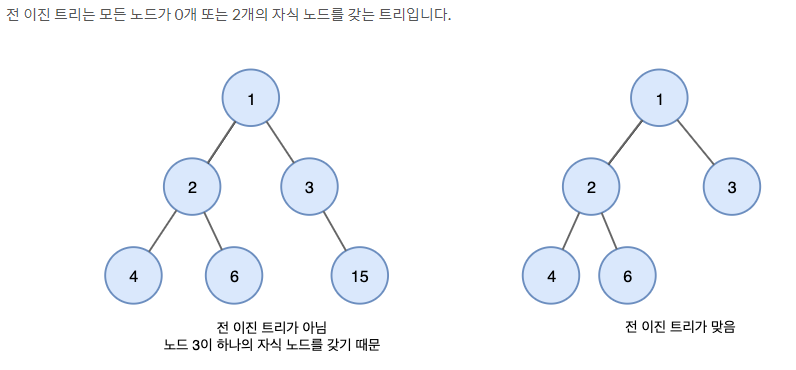 전 이진 트리는 모든 노드가 0개 또는 2개의 자식 노드를 갖는 트리입니다.
1
2
3
4
6
15
전 이진 트리가 아님
노드 3이 하나의 자식 노드를 갖기 때문
1
2
3
4
6
전 이진 트리가 맞음